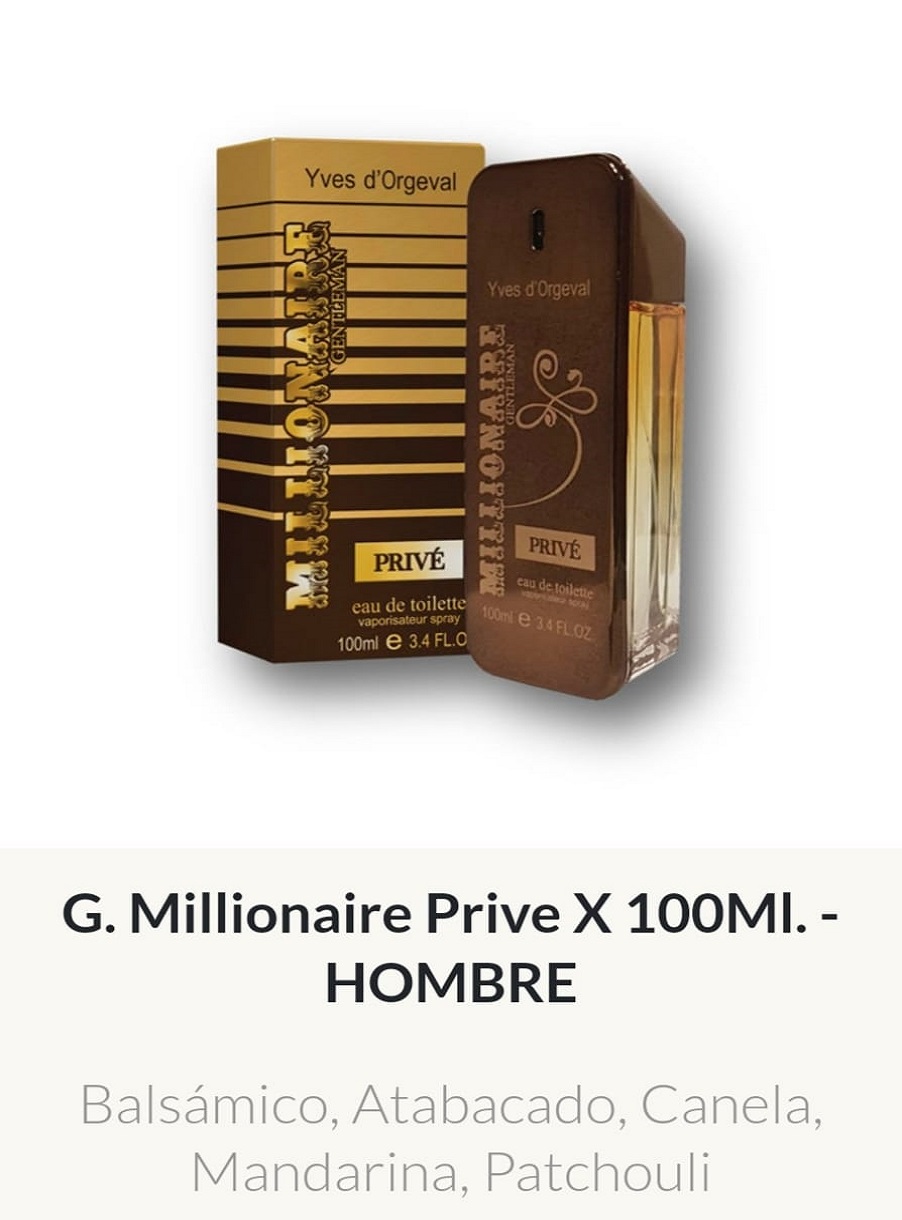 Yves d'Orgeval
MILLIONAIRE
GENTLEMAN
PRIVÉ
eau de toilette
vaporisateur spray
100ml e 3.4 FL.O
Yves d'Orgeval
MILLIONAIRE
GENTLEMAN
PRIVÉ
eau de toilette
vaporisateur spray
100ml e 3.4 FL.OZ.
G. Millionaire Prive X 100Ml. -
HOMBRE
Balsámico, Atabacado, Canela,
Mandarina, Patchouli